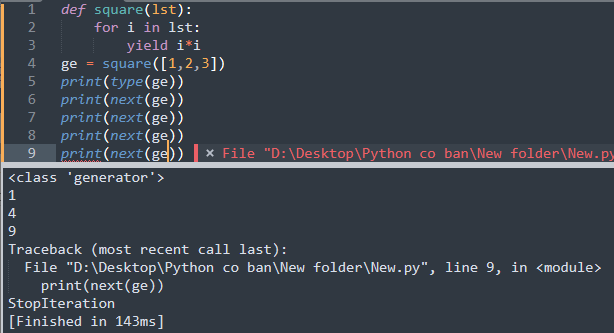 1 def square(lst):
2     for i in lst:
3         yield i*i
4 ge = square([1,2,3])
5 print(type(ge))
6 print(next(ge))
7 print(next(ge))
8 print(next(ge))
9 print(next(ge)) × File "D:\Desktop\Python co ban\New folder\New.py
<class 'generator'>
1
4
9
Traceback (most recent call last):
  File "D:\Desktop\Python co ban\New folder\New.py", line 9, in <module>
    print(next(ge))
StopIteration
[Finished in 143ms]